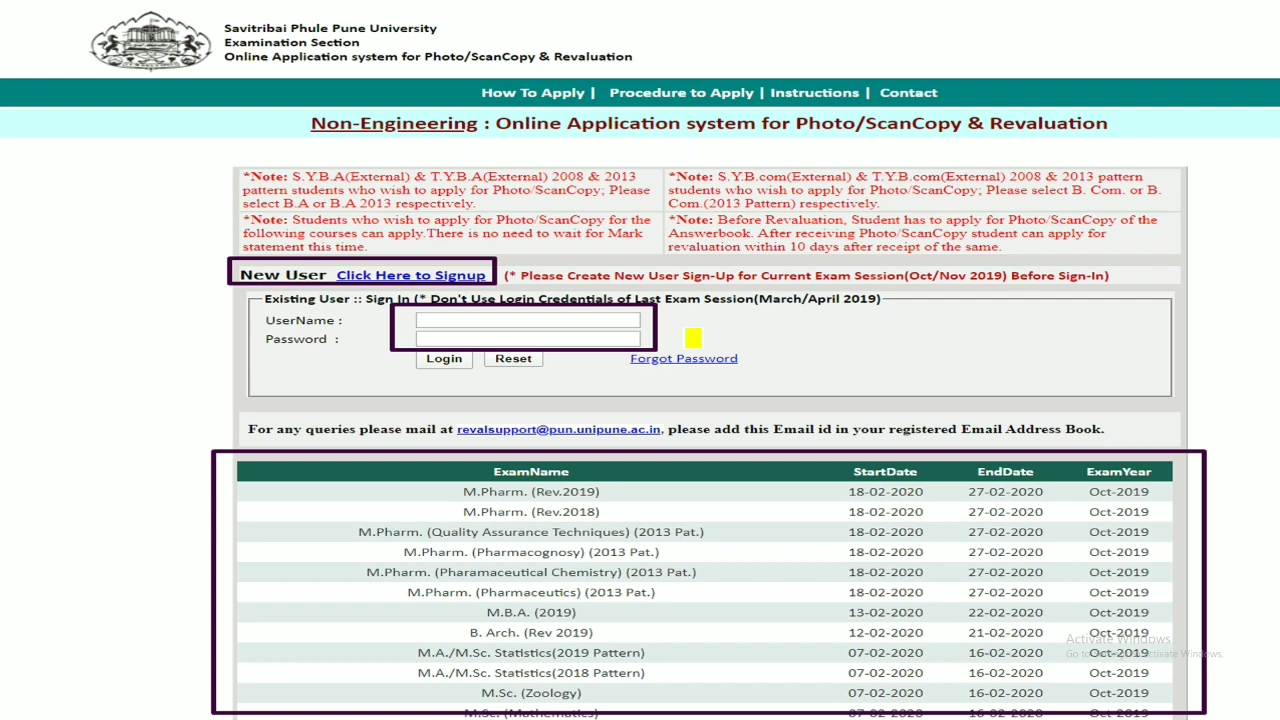 Savitribai Phule Pune University
Examination Section
Online Application system for Photo/ScanCopy & Revaluation
How To Apply | Procedure to Apply | Instructions | Contact
Non-Engineering : Online Application system for Photo/ScanCopy & Revaluation
*Note: S.Y.B.A(External) & T.Y.B.A(External) 2008 & 2013
pattern students who wish to apply for Photo/ScanCopy; Please
select B.A or B.A 2013 respectively.
*Note: S.Y.B.com(External) & T.Y.B.com(External) 2008 & 2013 pattern
students who wish to apply for Photo/ScanCopy; Please select B. Com. or B.
Com.(2013 Pattern) respectively.
*Note: Students who wish to apply for Photo/ScanCopy for the
following courses can apply.There is no need to wait for Mark
statement this time.
*Note: Before Revaluation, Student has to apply for Photo/ScanCopy of the
Answerbook. After receiving Photo/ScanCopy student can apply for
revaluation within 10 days after receipt of the same.
New User Click Here to Signup (* Please Create New User Sign-Up for Current Exam Session(Oct/Nov 2019) Before Sign-In)
Existing User :: Sign In (* Don't Use Login Credentials of Last Exam Session(March/April 2019)
UserName :
Password :
Login Reset Forgot Password
For any queries please mail at revalsupport@pun.unipune.ac.in, please add this Email id in your registered Email Address Book.
ExamName StartDate EndDate ExamYear
M.Pharm. (Rev.2019) 18-02-2020 27-02-2020 Oct-2019
M.Pharm. (Rev.2018) 18-02-2020 27-02-2020 Oct-2019
M.Pharm. (Quality Assurance Techniques) (2013 Pat.) 18-02-2020 27-02-2020 Oct-2019
M.Pharm. (Pharmacognosy) (2013 Pat.) 18-02-2020 27-02-2020 Oct-2019
M.Pharm. (Pharamaceutical Chemistry) (2013 Pat.) 18-02-2020 27-02-2020 Oct-2019
M.Pharm. (Pharmaceutics) (2013 Pat.) 18-02-2020 27-02-2020 Oct-2019
M.B.A. (2019) 13-02-2020 22-02-2020 Oct-2019
B. Arch. (Rev 2019) 12-02-2020 21-02-2020 Oct-2019
Activate Windows
M.A./M.Sc. Statistics(2019 Pattern) 07-02-2020 16-02-2020 Oct-2019
M.A./M.Sc. Statistics(2018 Pattern) 07-02-2020 16-02-2020 Oct-2019
M.Sc. (Zoology) 07-02-2020 16-02-2020 Oct-2019
M.Sc. (Mathematics) 07-02-2020 16-02-2020 Oct-2019